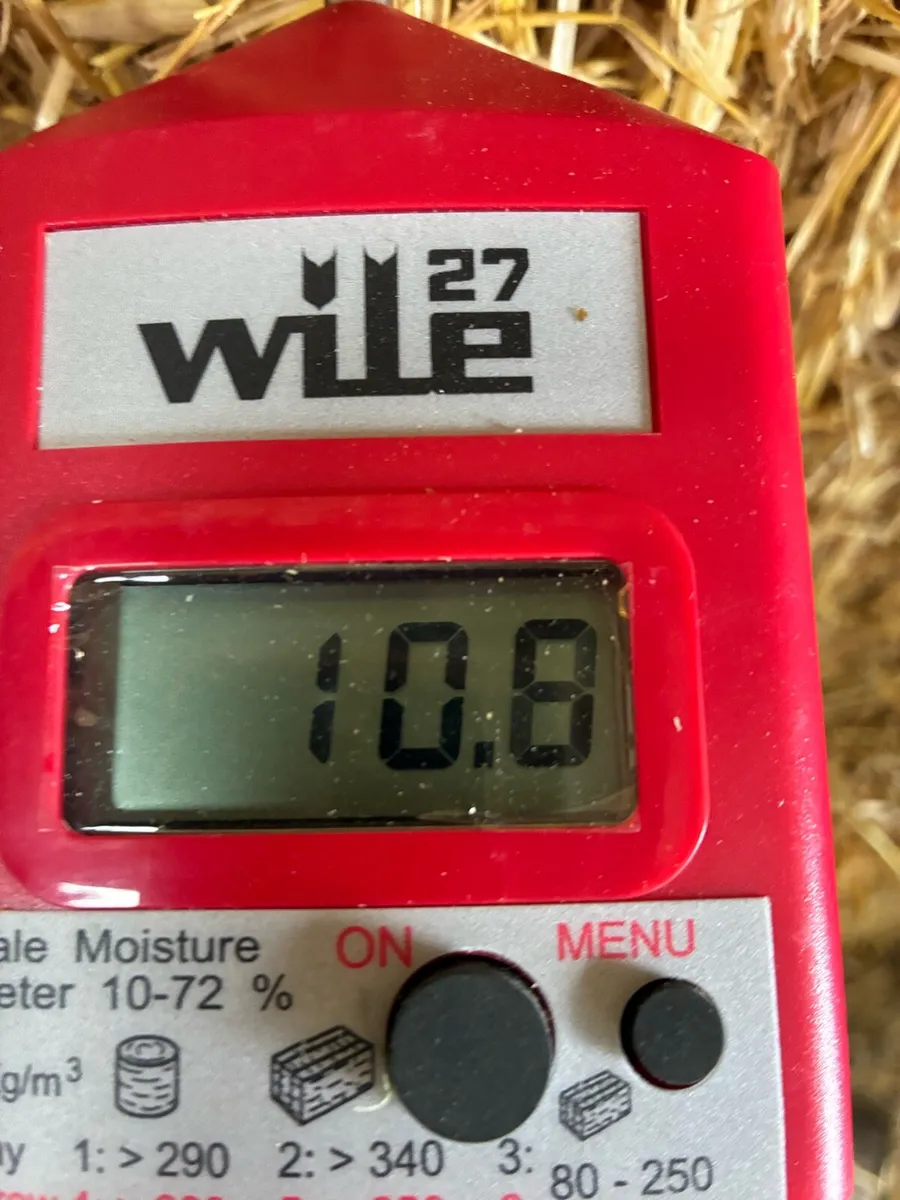 27
wile
10.8
ale Moisture ON MENU
eter 10-72 %
g/m³
y 1: > 290 2: > 340 3: 80 - 250